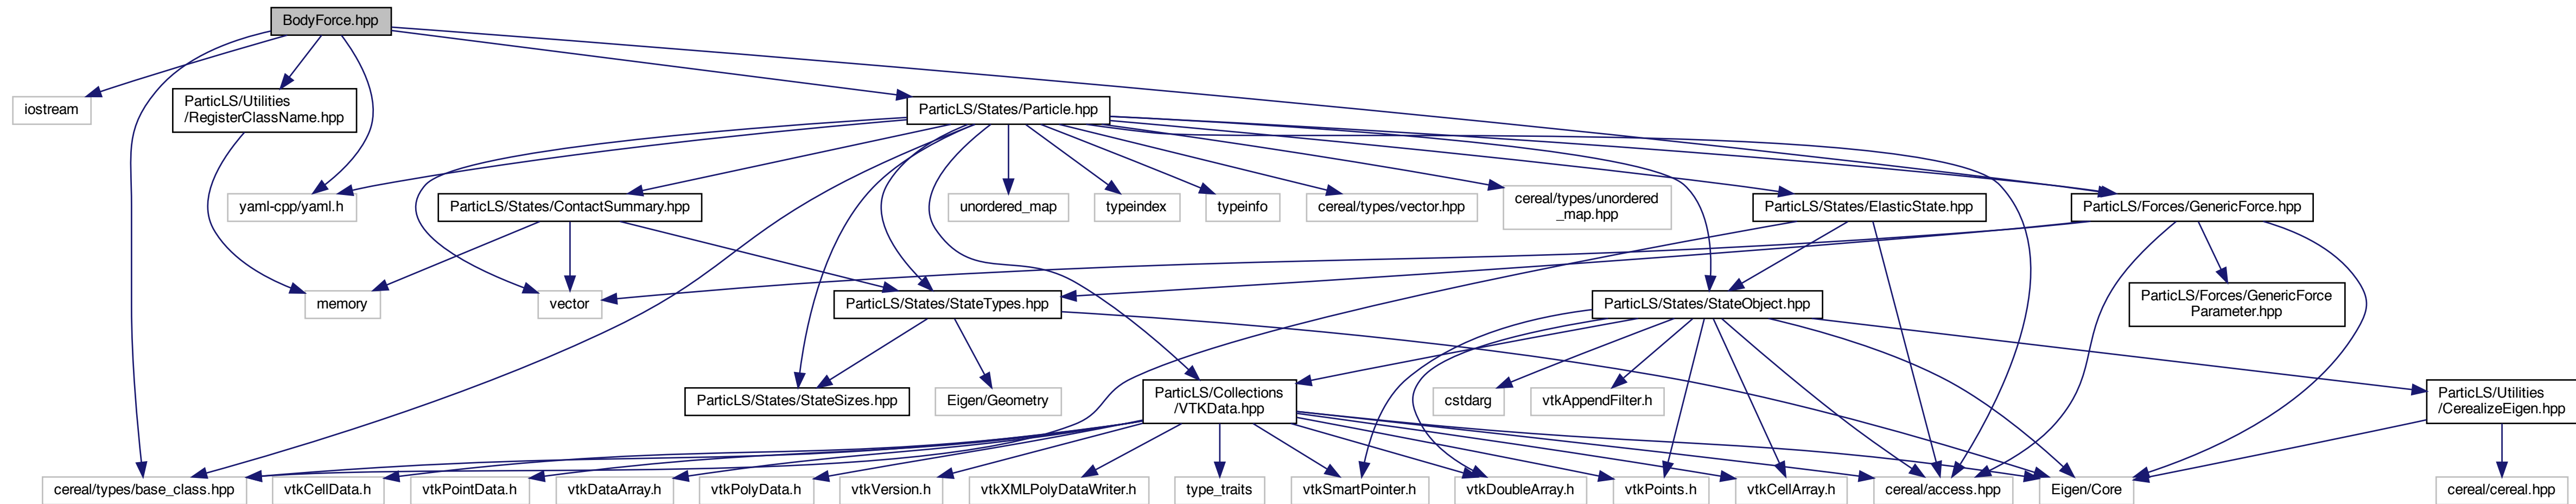 BodyForce.hpp
iostream
ParticLS/Utilities
/RegisterClassName.hpp
ParticLS/States/Particle.hpp
yaml-cpp/yaml.h
ParticLS/States/ContactSummary.hpp
unordered_map
typeindex
typeinfo
cereal/types/vector.hpp
cereal/types/unordered
_map.hpp
ParticLS/States/ElasticState.hpp
ParticLS/Forces/GenericForce.hpp
memory
vector
ParticLS/States/StateTypes.hpp
ParticLS/States/StateObject.hpp
ParticLS/Forces/GenericForce
Parameter.hpp
ParticLS/States/StateSizes.hpp
Eigen/Geometry
ParticLS/Collections
/VTKData.hpp
cstdarg
vtkAppendFilter.h
ParticLS/Utilities
/CerealizeEigen.hpp
cereal/types/base_class.hpp
vtkCellData.h
vtkPointData.h
vtkDataArray.h
vtkPolyData.h
vtkVersion.h
vtkXMLPolyDataWriter.h
type_traits
vtkSmartPointer.h
vtkDoubleArray.h
vtkPoints.h
vtkCellArray.h
cereal/access.hpp
Eigen/Core
cereal/cereal.hpp